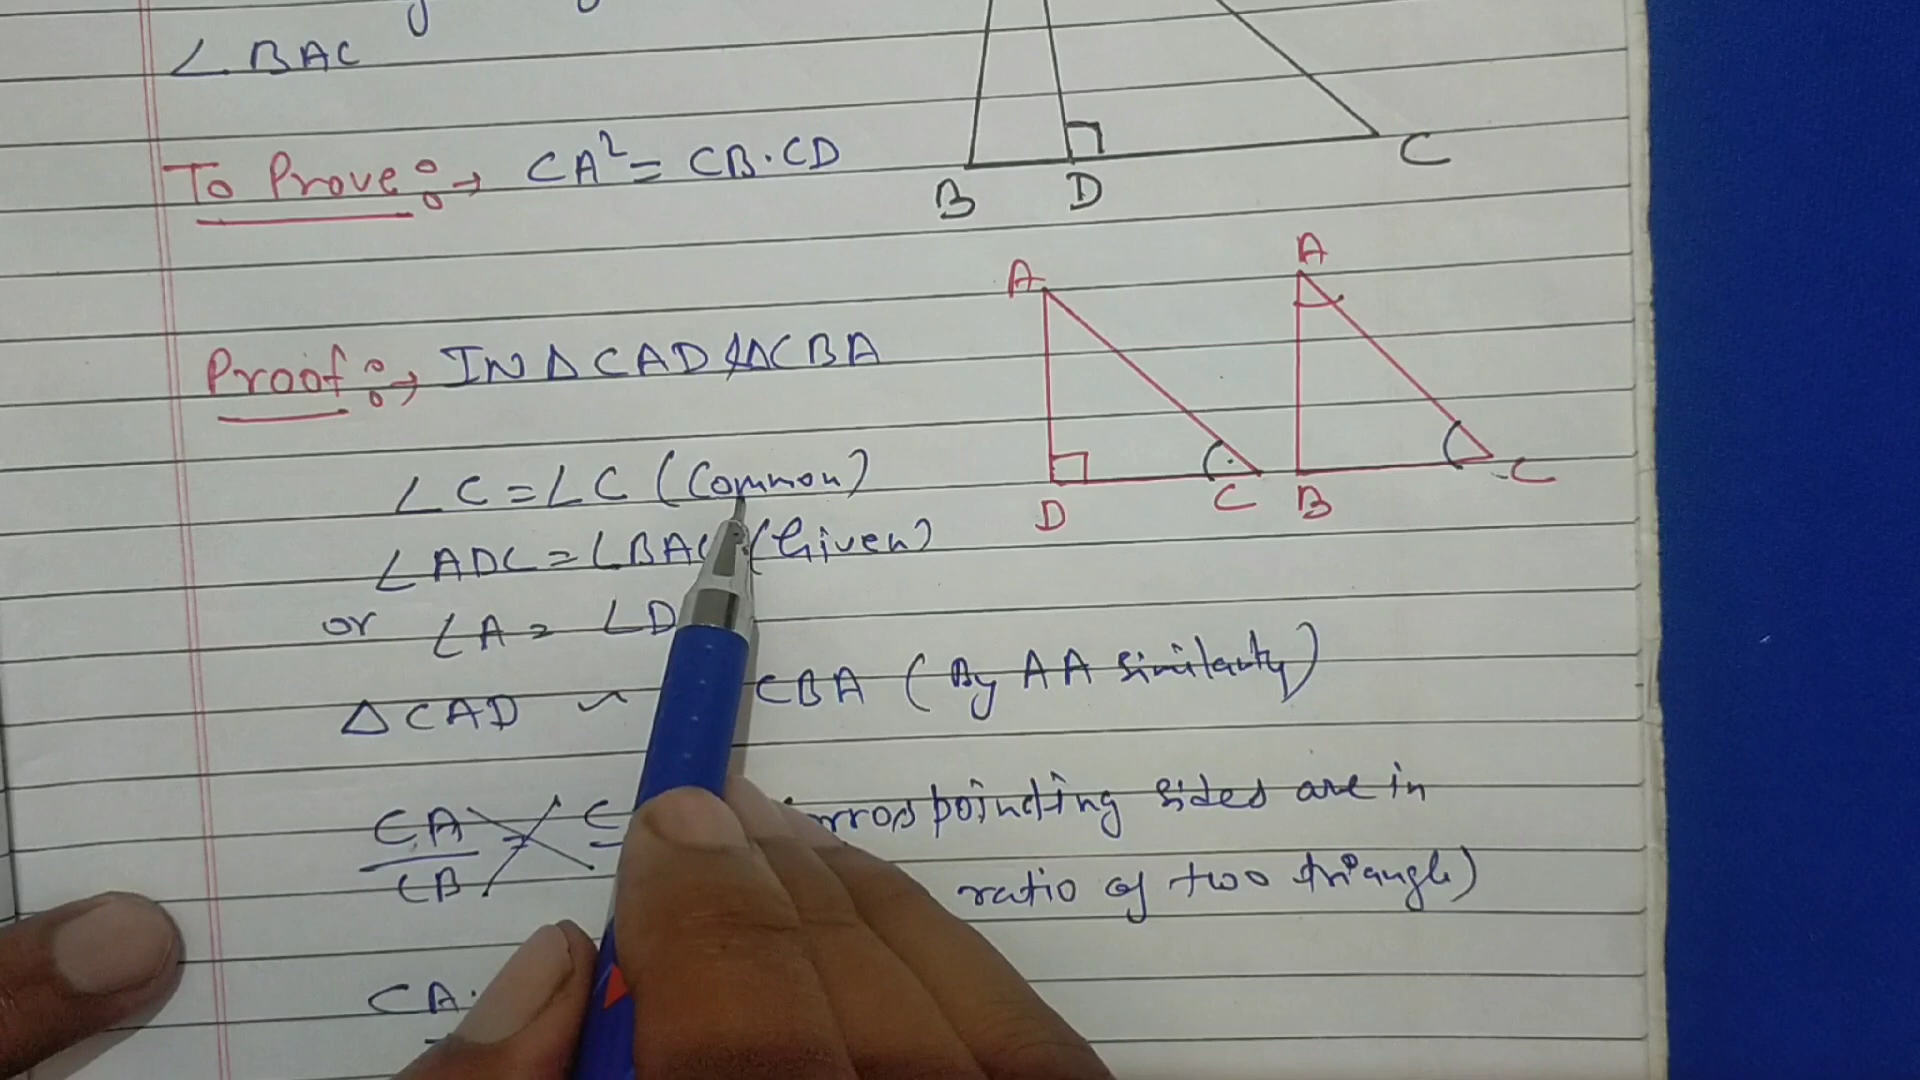 ∠BAC
To Prove:→ CA² = CB.CD
B D C
A A
Proof:→ IN △CAD & △CBA
∠C = ∠C (Common)
D C B C
∠ADC = ∠BAC (Given)
or ∠A = ∠D
△CAD ~ CBA (By AA similarity)
CA
CB
sides are in
ratio of two triangle)
CA.